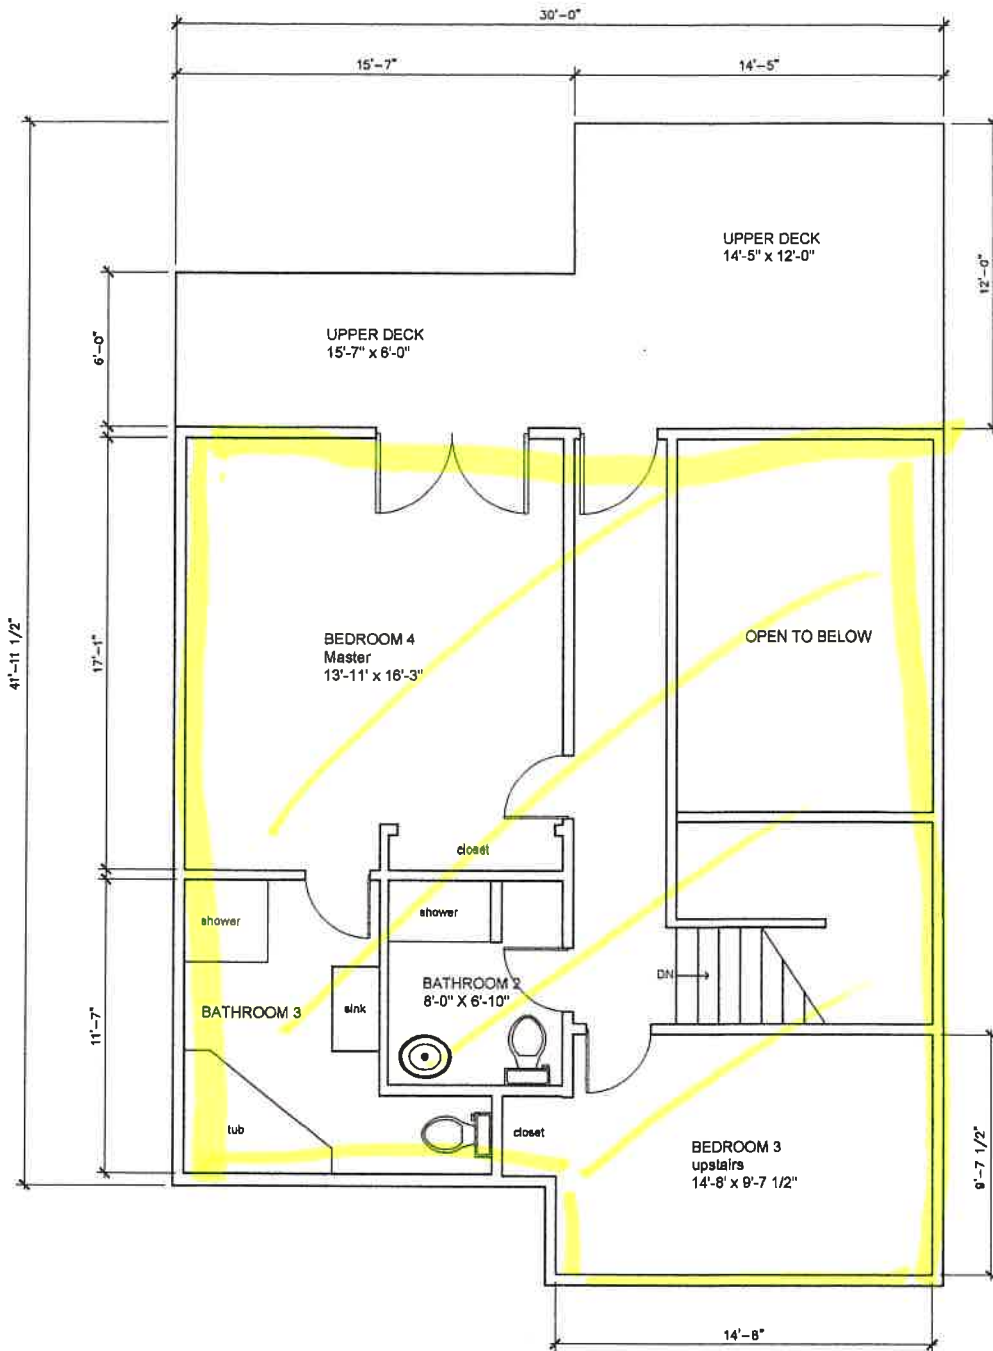 30'-0"
15'-7"
14'-5"
UPPER DECK
14'-5" x 12'-0"
12'-0"
UPPER DECK
15'-7" x 6'-0"
6'-0"
41'-11 1/2"
17'-1"
BEDROOM 4
Master
13'-11' x 16'-3"
OPEN TO BELOW
closet
shower
shower
BATHROOM 2
8'-0" X 6'-10"
DN
BATHROOM 3
sink
11'-7"
tub
closet
BEDROOM 3
upstairs
14'-8' x 9'-7 1/2"
9'-7 1/2"
14'-8"